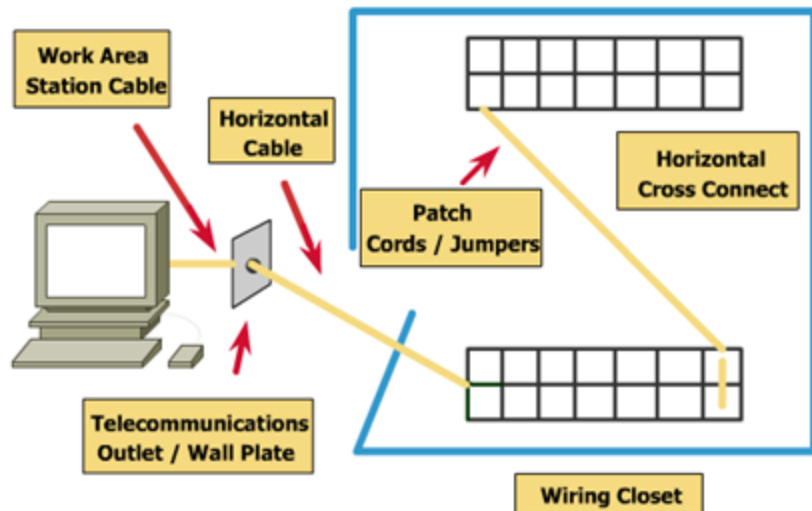 Work Area
Station Cable
Horizontal
Cable
Patch
Cords / Jumpers
Horizontal
Cross Connect
Telecommunications
Outlet / Wall Plate
Wiring Closet